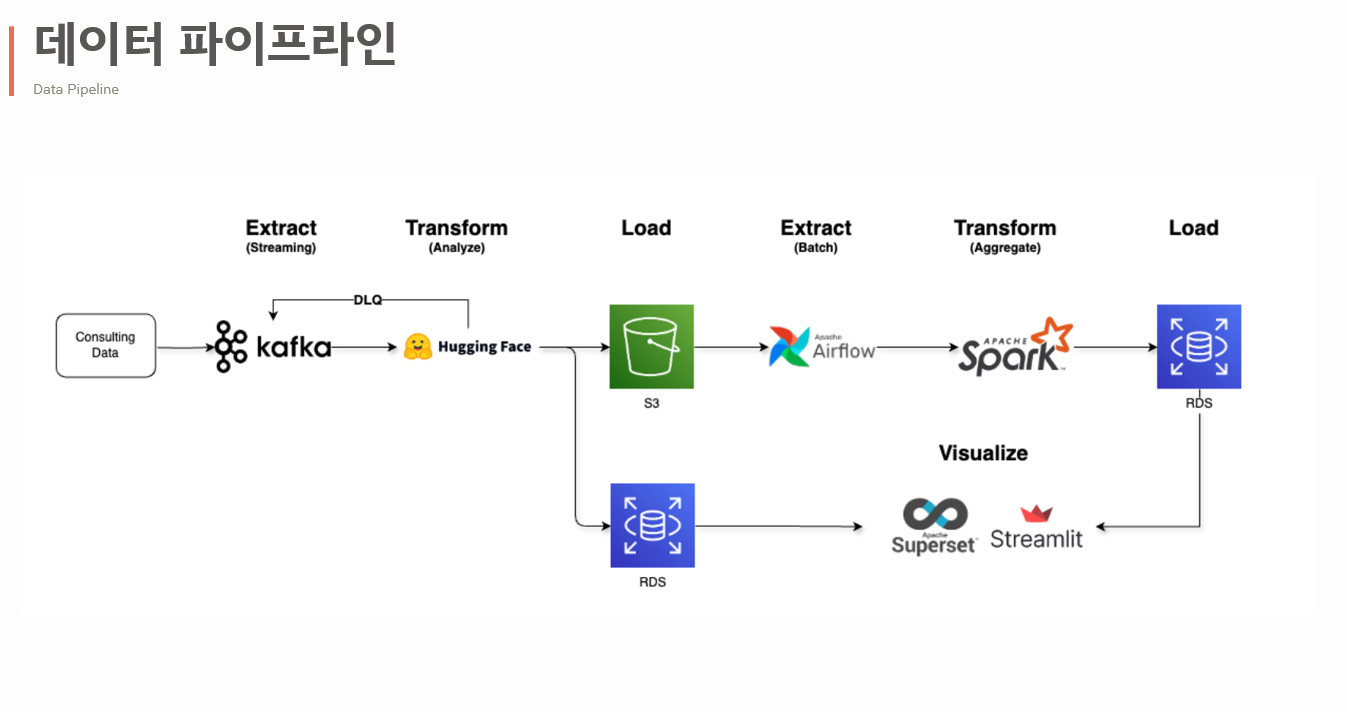 데이터 파이프라인
Data Pipeline
Extract
(Streaming)
Transform
(Analyze)
Load
Extract
(Batch)
Transform
(Aggregate)
Load
DLQ
Consulting
Data
kafka
Hugging Face
S3
Apache
Airflow
APACHE
Spark™
RDS
Visualize
RDS
Apache
Superset
Streamlit